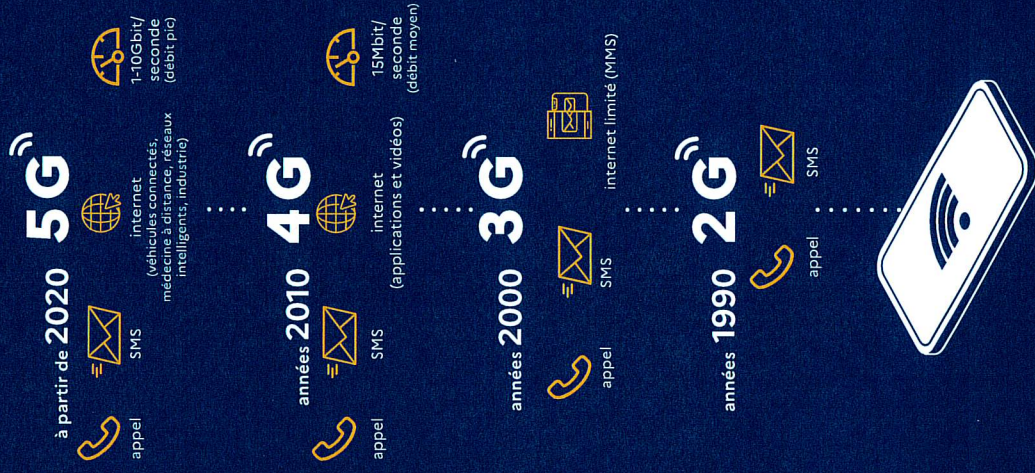 à partir de 2020 5G
appel
SMS
internet
(véhicules connectés,
médecine à distance, réseaux
intelligents, industrie)
1-10Gbit/
seconde
(débit pic)
années 2010 4G
appel
SMS
internet
(applications et vidéos)
15Mbit/
seconde
(débit moyen)
années 2000 3G
appel
SMS
internet limité (MMS)
années 1990 2G
appel
SMS